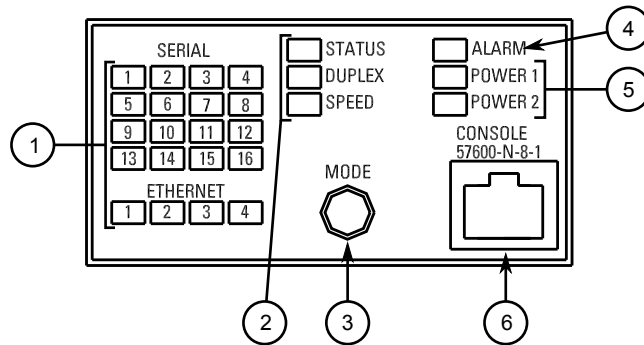 SERIAL
1 2 3 4
5 6 7 8
9 10 11 12
13 14 15 16
ETHERNET
1 2 3 4
STATUS
DUPLEX
SPEED
ALARM
POWER 1
POWER 2
MODE
CONSOLE
57600-N-8-1
1
2
3
4
5
6